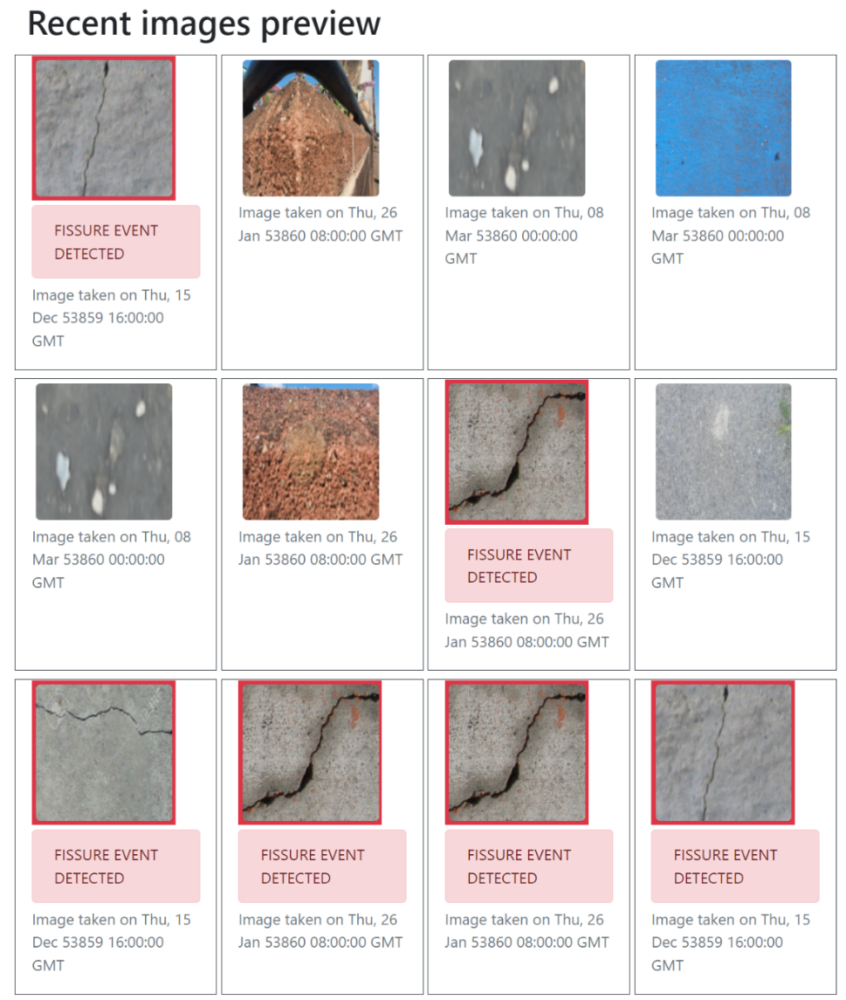 Recent images preview
FISSURE EVENT
DETECTED
Image taken on Thu, 15
Dec 53859 16:00:00
GMT
Image taken on Thu, 26
Jan 53860 08:00:00 GMT
Image taken on Thu, 08
Mar 53860 00:00:00
GMT
Image taken on Thu, 08
Mar 53860 00:00:00
GMT
Image taken on Thu, 08
Mar 53860 00:00:00
GMT
Image taken on Thu, 26
Jan 53860 08:00:00 GMT
FISSURE EVENT
DETECTED
Image taken on Thu, 26
Jan 53860 08:00:00 GMT
Image taken on Thu, 15
Dec 53859 16:00:00
GMT
FISSURE EVENT
DETECTED
Image taken on Thu, 15
Dec 53859 16:00:00
GMT
FISSURE EVENT
DETECTED
Image taken on Thu, 26
Jan 53860 08:00:00 GMT
FISSURE EVENT
DETECTED
Image taken on Thu, 26
Jan 53860 08:00:00 GMT
FISSURE EVENT
DETECTED
Image taken on Thu, 15
Dec 53859 16:00:00
GMT